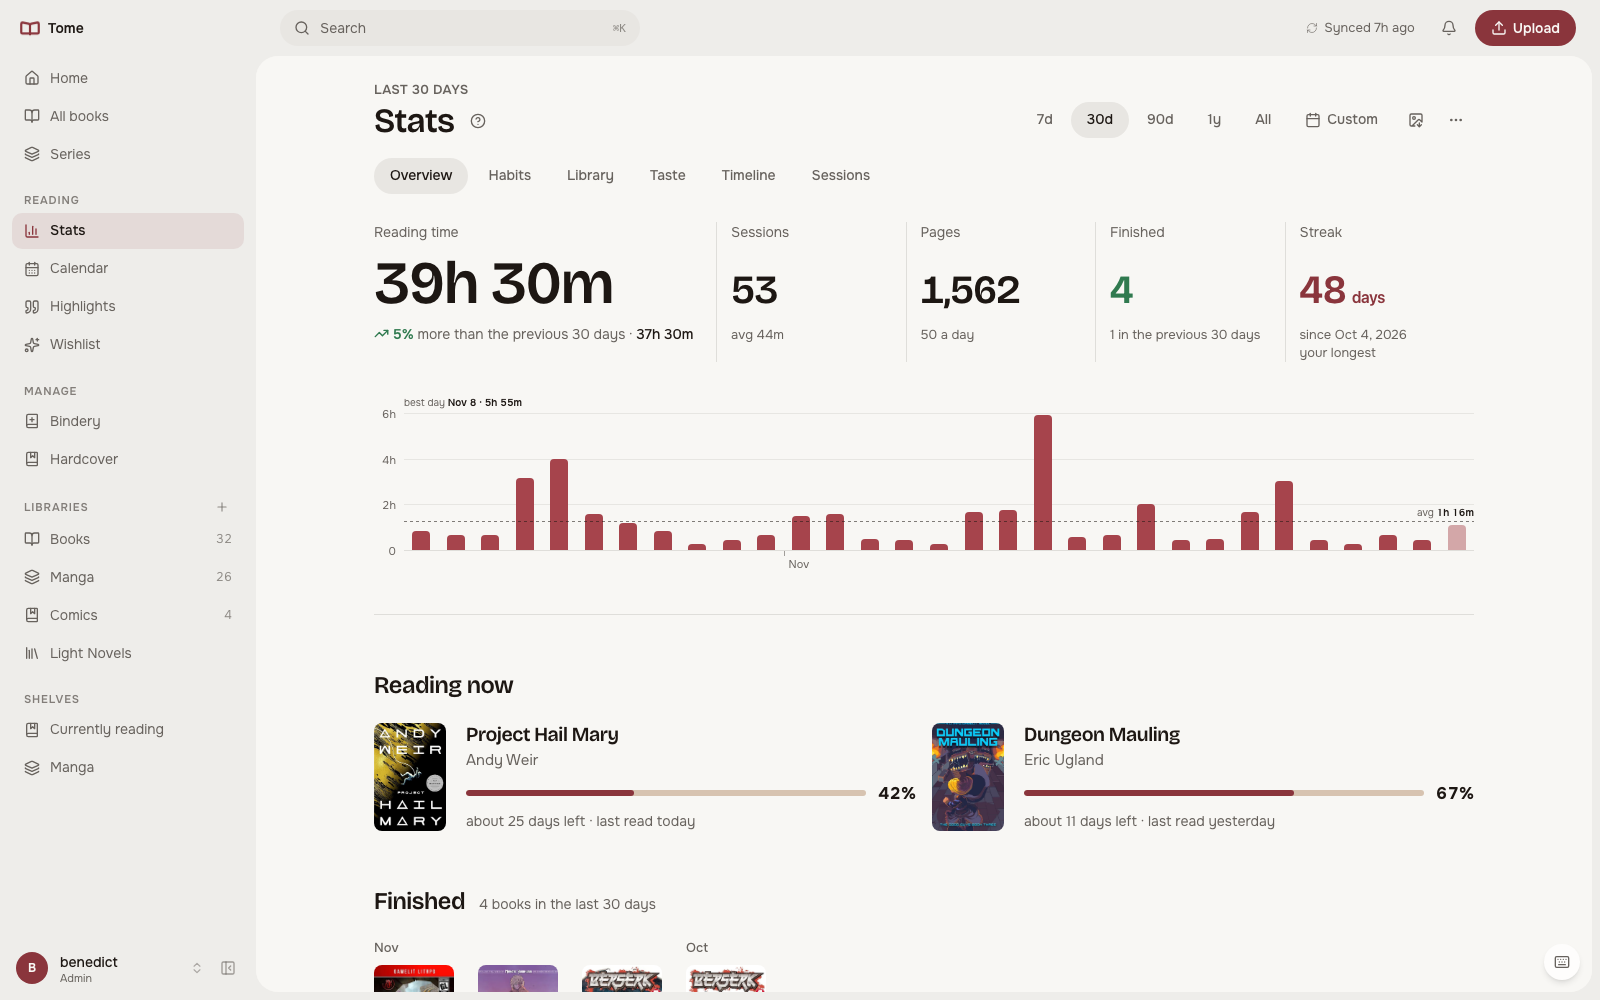 Tome
Search
⌘K
Synced 7h ago
Upload
Home
All books
Series
READING
Stats
Calendar
Highlights
Wishlist
MANAGE
Bindery
Hardcover
LIBRARIES
Books 32
Manga 26
Comics 4
Light Novels
SHELVES
Currently reading
Manga
B
benedict
Admin
LAST 30 DAYS
Stats
7d 30d 90d 1y All Custom
Overview Habits Library Taste Timeline Sessions
Reading time
39h 30m
5% more than the previous 30 days · 37h 30m
Sessions
53
avg 44m
Pages
1,562
50 a day
Finished
4
1 in the previous 30 days
Streak
48 days
since Oct 4, 2026
your longest
best day Nov 8 · 5h 55m
6h
4h
2h
0
avg 1h 16m
Nov
Reading now
ANDY
WEIR
PROJECT
HAIL
MARY
Project Hail Mary
Andy Weir
42%
about 25 days left · last read today
DUNGEON
MAULING
Dungeon Mauling
Eric Ugland
67%
about 11 days left · last read yesterday
Finished 4 books in the last 30 days
Nov
Oct
BERSERK
BERSERK